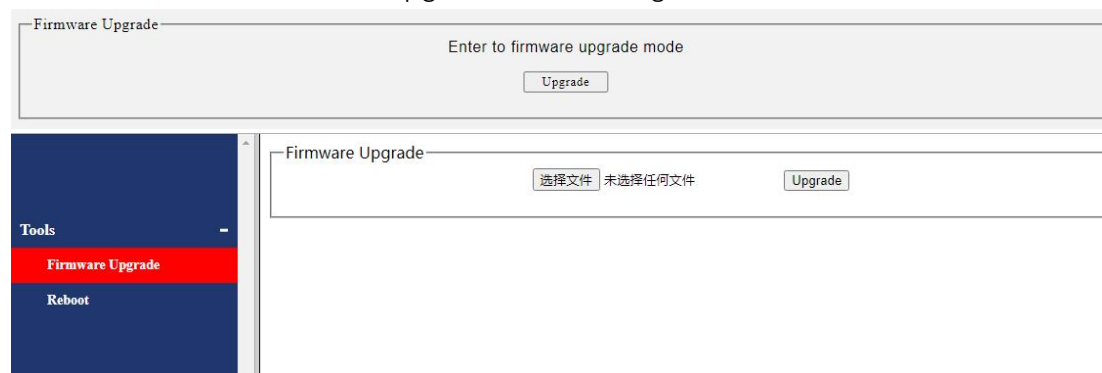 Firmware Upgrade
Enter to firmware upgrade mode
Upgrade
Firmware Upgrade
选择文件 未选择任何文件 Upgrade
Tools -
Firmware Upgrade
Reboot